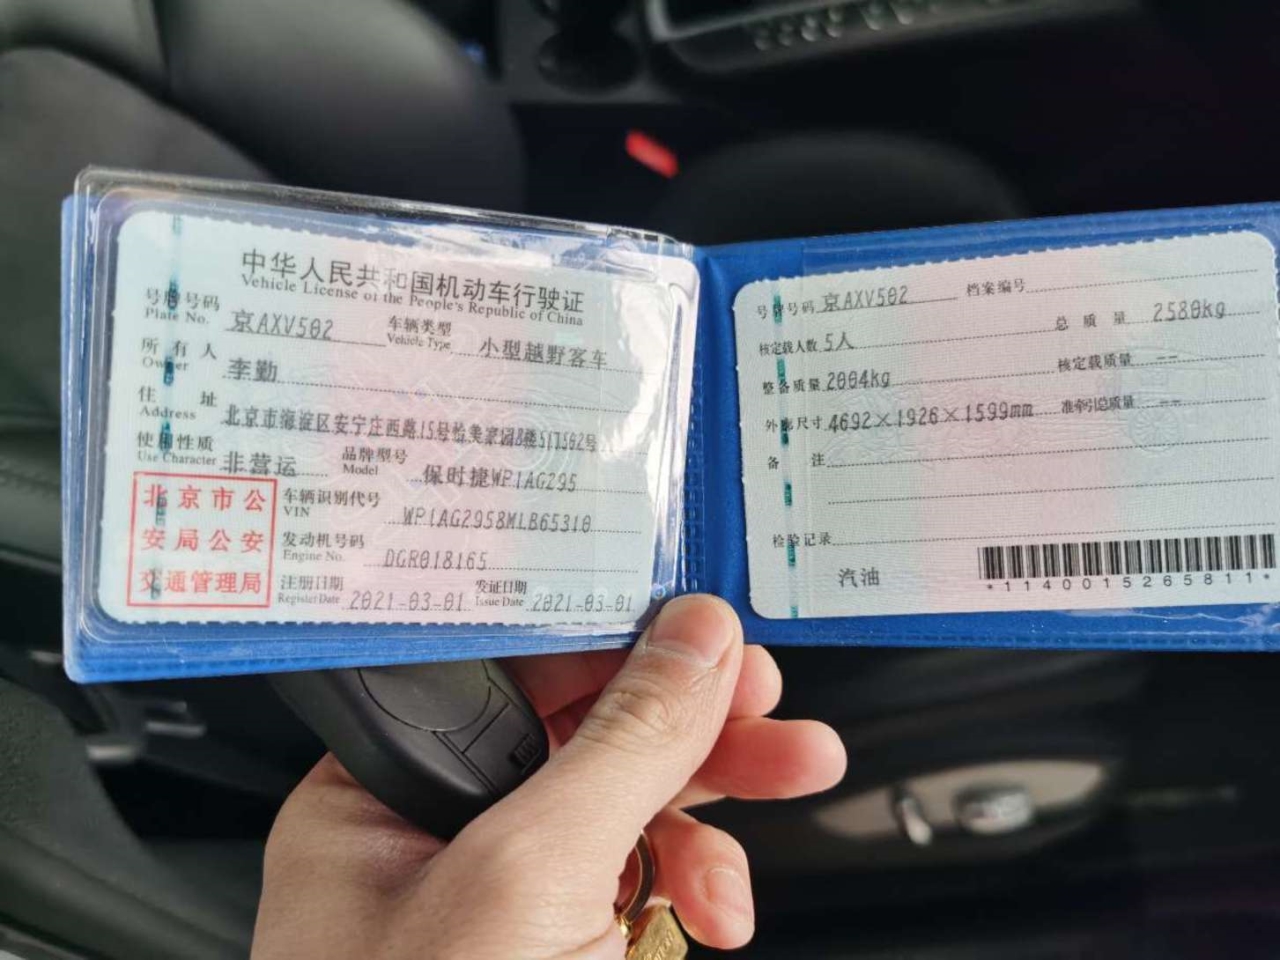 中华人民共和国机动车行驶证
Vehicle License of the People's Republic of China
号牌号码 京AXV502 车辆类型 小型越野客车
Plate No. Vehicle Type
所有人 李勤
Owner
住址 北京市海淀区安宁庄西路15号怡美家园8楼5门502号
Address
使用性质 非营运 品牌型号 保时捷WP1AG295
Use Character Model
车辆识别代号 WP1AG2958MLB65310
VIN
发动机号码 DGR018165
Engine No.
注册日期 2021-03-01 发证日期 2021-03-01
Register Date Issue Date
北京市公
安局公安
交通管理局
号牌号码 京AXV502 档案编号
核定载人数 5人 总质量 2580kg
整备质量 2004kg 核定载质量 --
外廓尺寸 4692×1926×1599mm 准牵引总质量 --
备注
检验记录
汽油
*1140015265811*